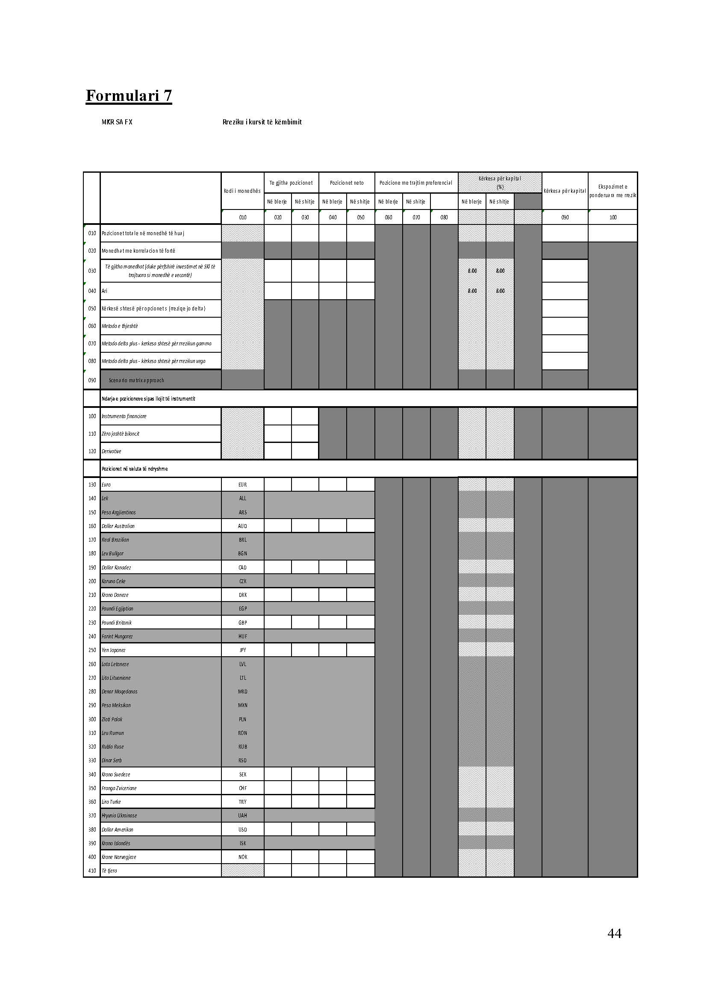 Formulari 7
MKR SA FX Rreziku i kursit të këmbimit
Kodi i monedhës Te gjitha pozicionet Pozicionet neto Pozicione me trajtim preferencial Kërkesa për kapital (%) Kërkesa për kapital Ekspozimet e ponderuara me rrezik
Në blerje Në shitje Në blerje Në shitje Në blerje Në shitje Në blerje Në shitje
010 020 030 040 050 060 070 080 090 100
010 Pozicionet totale në monedhë të huaj
020 Monedhat me korrelacion të fortë
030 Të gjitha monedhat (duke përfshirë investimet në SKI të
trajtuara si monedhë e vecantë) 8.00 8.00
040 Ari 8.00 8.00
050 Kërkesë shtesë për opcionet s (rreziqe jo delta)
060 Metoda e thjeshtë
070 Metoda delta plus - kerkesa shtesë për rrezikun gamma
080 Metoda delta plus - kërkesa shtesë për rrezikun vega
090 Scenario matrix approach
Ndarja e pozicioneve sipas llojit të instrumentit
100 Instrumenta financiare
110 Zëra jashtë bilancit
120 Derivative
Pozicionet në valuta të ndryshme
130 Euro EUR
140 Lek ALL
150 Peso Argjientinas ARS
160 Dollar Australian AUD
170 Real Brazilian BRL
180 Lev Bullgar BGN
190 Dollar Kanadez CAD
200 Koruna Ceke CZK
210 Krona Daneze DKK
220 Paundi Egjiptian EGP
230 Paundi Britanik GBP
240 Forint Hungarez HUF
250 Yen Japonez JPY
260 Lata Letoneze LVL
270 Lita Lituaniane LTL
280 Denar Maqedonas MKD
290 Peso Meksikan MXN
300 Zloti Polak PLN
310 Leu Rumun RON
320 Rubla Ruse RUB
330 Dinar Serb RSD
340 Krona Suedeze SEK
350 Franga Zviceriane CHF
360 Lira Turke TRY
370 Hryvnia Ukrainase UAH
380 Dollar Amerikan USD
390 Krona Islandës ISK
400 Krone Norvegjeze NOK
410 Të tjera
44